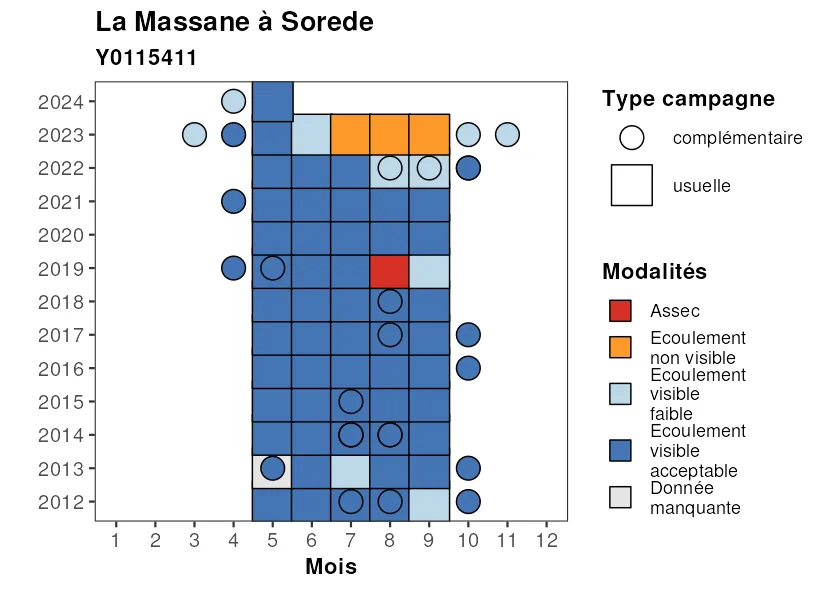 La Massane à Sorede
Y0115411
2024
2023
2022
2021
2020
2019
2018
2017
2016
2015
2014
2013
2012
1 2 3 4 5 6 7 8 9 10 11 12
Mois
Type campagne
complémentaire
usuelle
Modalités
Assec
Ecoulement
non visible
Ecoulement
visible
faible
Ecoulement
visible
acceptable
Donnée
manquante